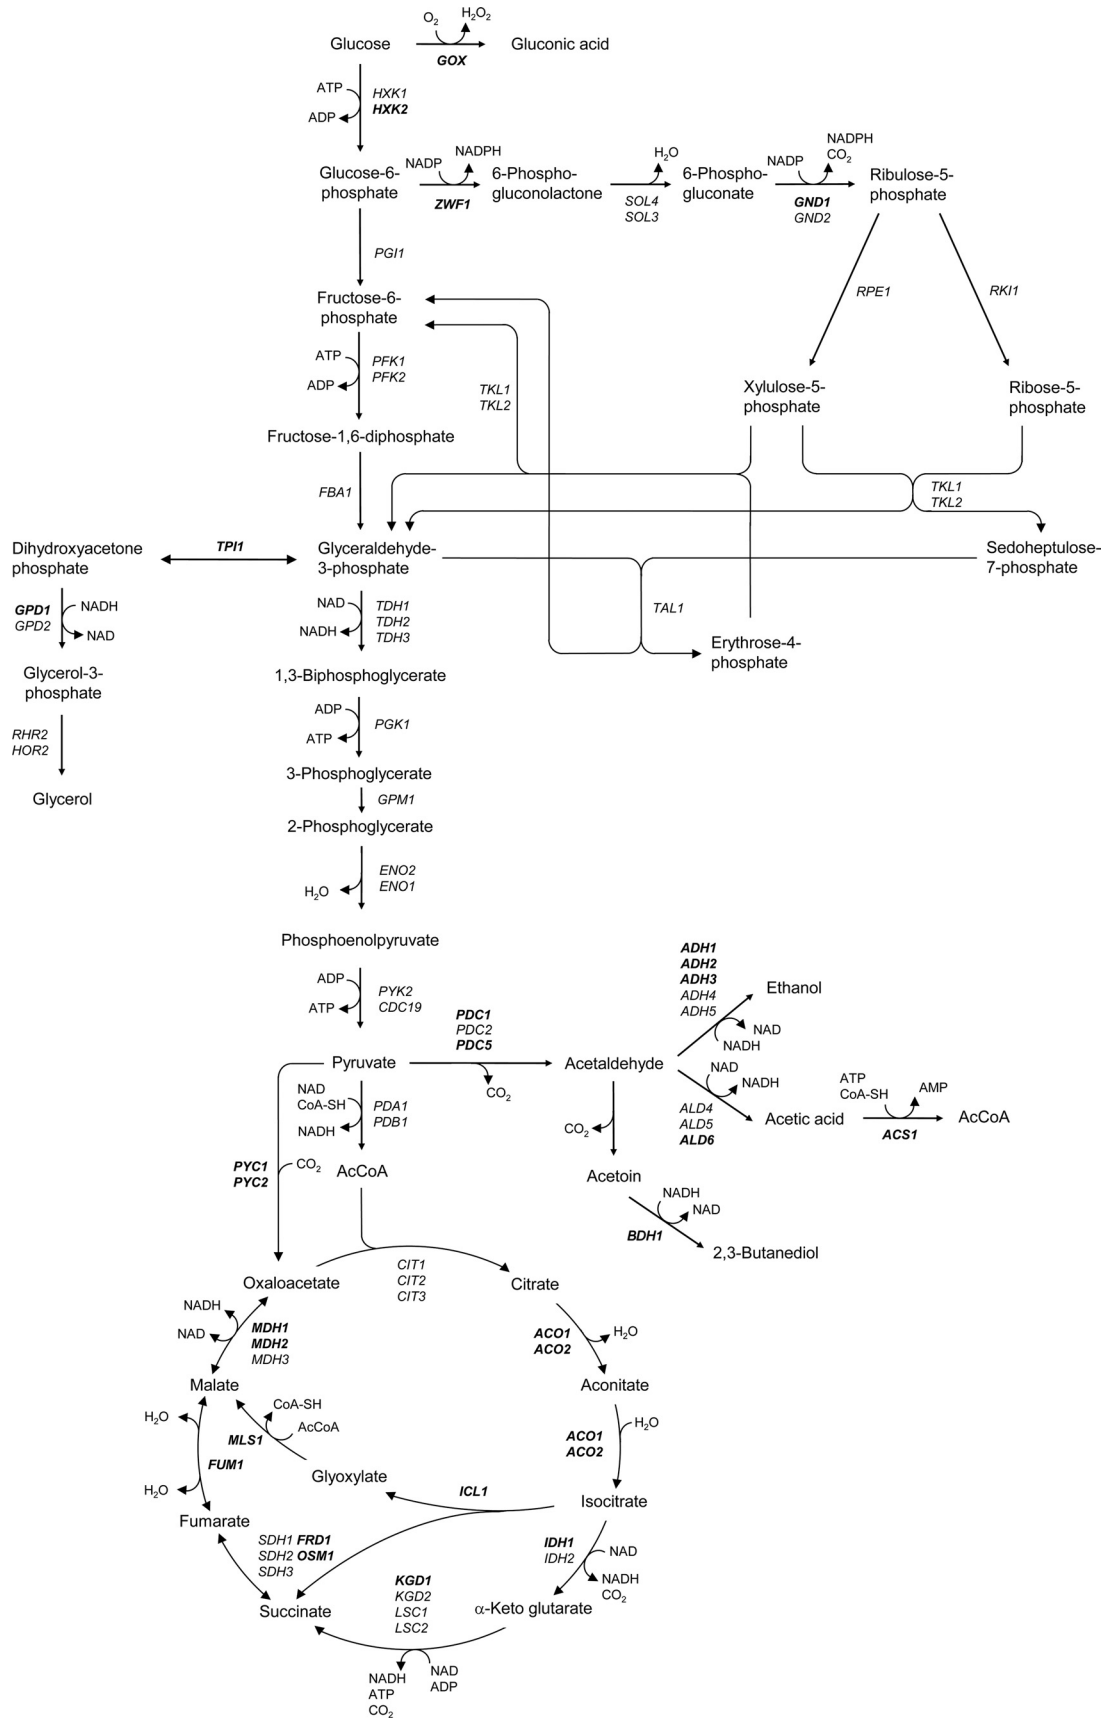 O2
H2O2
Glucose
Gluconic acid
GOX
ATP
HXK1
HXK2
ADP
Glucose-6-
phosphate
NADP
NADPH
ZWF1
6-Phospho-
gluconolactone
H2O
SOL4
SOL3
6-Phospho-
gluconate
NADP
NADPH
CO2
GND1
GND2
Ribulose-5-
phosphate
PGI1
RPE1
RKI1
Fructose-6-
phosphate
ATP
PFK1
PFK2
ADP
TKL1
TKL2
Xylulose-5-
phosphate
Ribose-5-
phosphate
Fructose-1,6-diphosphate
FBA1
TKL1
TKL2
Dihydroxyacetone
phosphate
TPI1
Glyceraldehyde-
3-phosphate
Sedoheptulose-
7-phosphate
GPD1
GPD2
NADH
NAD
NAD
TDH1
TDH2
TDH3
NADH
TAL1
Erythrose-4-
phosphate
Glycerol-3-
phosphate
1,3-Biphosphoglycerate
ADP
PGK1
ATP
RHR2
HOR2
Glycerol
3-Phosphoglycerate
GPM1
2-Phosphoglycerate
ENO2
ENO1
H2O
Phosphoenolpyruvate
ADP
PYK2
CDC19
ATP
PDC1
PDC2
PDC5
ADH1
ADH2
ADH3
ADH4
ADH5
Ethanol
NAD
NADH
Pyruvate
CO2
Acetaldehyde
NAD
CoA-SH
NADH
PDA1
PDB1
NAD
NADH
ALD4
ALD5
ALD6
Acetic acid
ATP
CoA-SH
AMP
ACS1
AcCoA
CO2
PYC1
PYC2
CO2
AcCoA
Acetoin
NADH
NAD
BDH1
2,3-Butanediol
Oxaloacetate
CIT1
CIT2
CIT3
Citrate
NADH
NAD
MDH1
MDH2
MDH3
ACO1
ACO2
H2O
Malate
Aconitate
H2O
CoA-SH
AcCoA
MLS1
ACO1
ACO2
H2O
FUM1
H2O
Glyoxylate
ICL1
Isocitrate
Fumarate
SDH1 FRD1
SDH2 OSM1
SDH3
IDH1
IDH2
NAD
NADH
CO2
KGD1
KGD2
LSC1
LSC2
Succinate
α-Keto glutarate
NADH
ATP
CO2
NAD
ADP